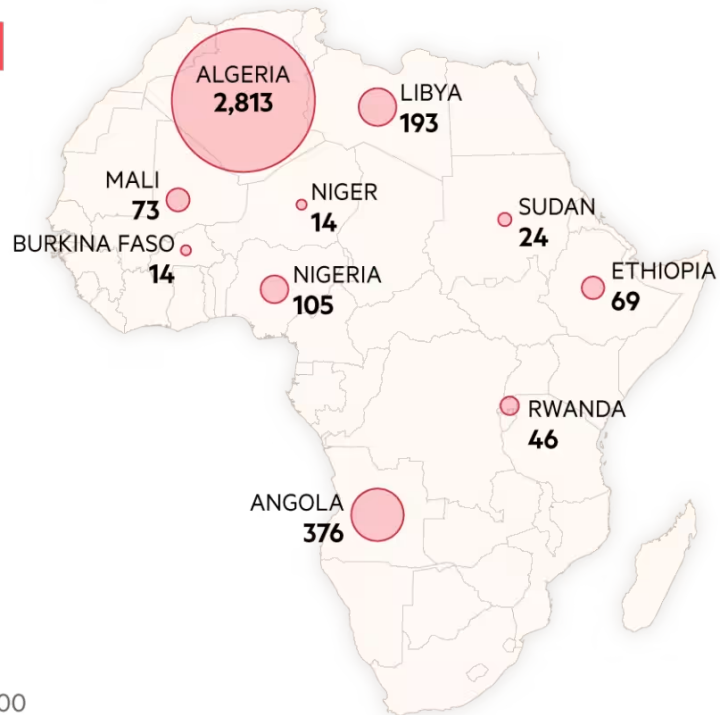 ALGERIA
2,813
LIBYA
193
MALI
73
NIGER
14
SUDAN
24
BURKINA FASO
14
NIGERIA
105
ETHIOPIA
69
RWANDA
46
ANGOLA
376
00